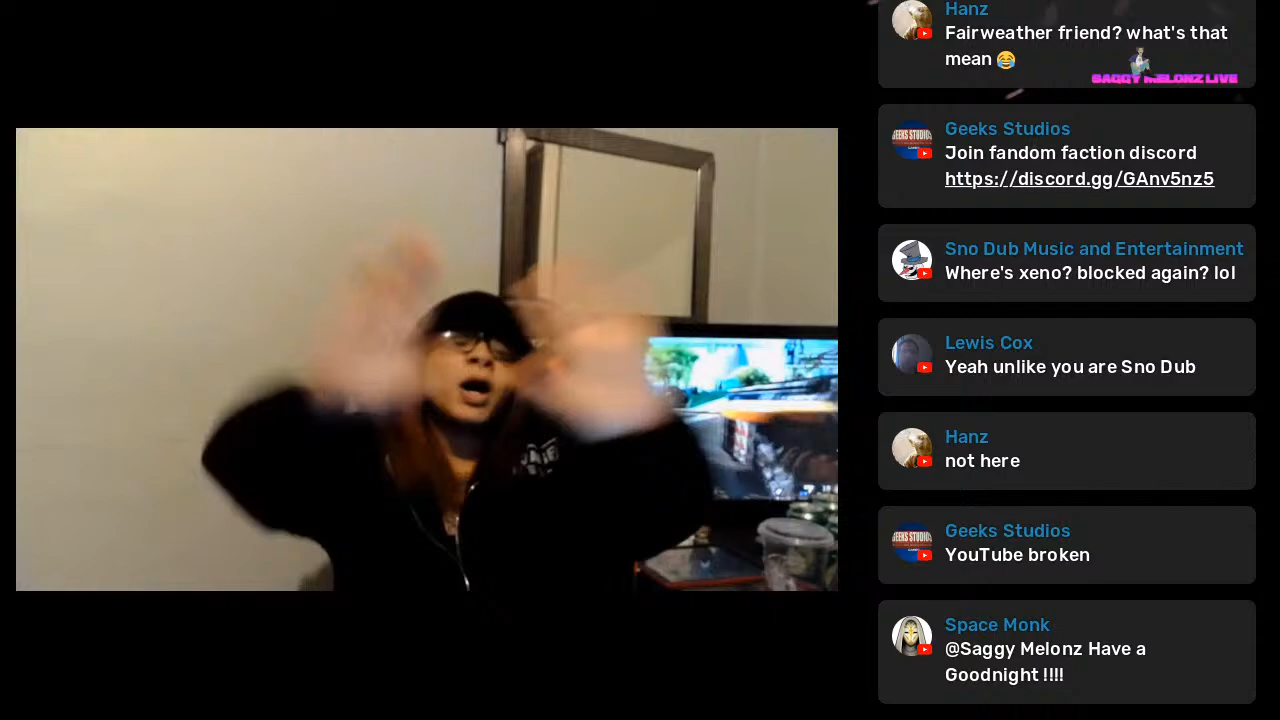 Hanz
Fairweather friend? what's that
mean 😂
SAGGY MELONZ LIVE
Geeks Studios
Join fandom faction discord
https://discord.gg/GAnv5nz5
Sno Dub Music and Entertainment
Where's xeno? blocked again? lol
Lewis Cox
Yeah unlike you are Sno Dub
Hanz
not here
Geeks Studios
YouTube broken
Space Monk
@Saggy Melonz Have a
Goodnight !!!!